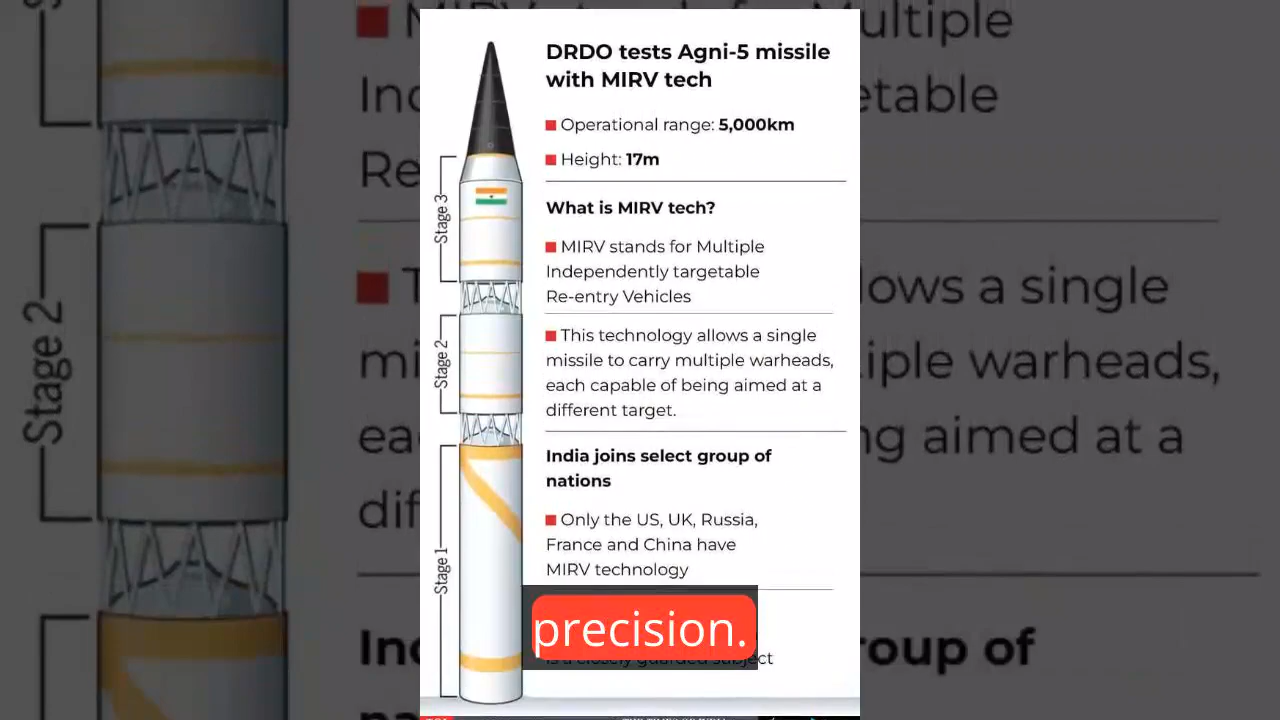 DRDO tests Agni-5 missile
with MIRV tech
Operational range: 5,000km
Height: 17m
Stage 3
What is MIRV tech?
MIRV stands for Multiple
Independently targetable
Re-entry Vehicles
Stage 2
This technology allows a single
missile to carry multiple warheads,
each capable of being aimed at a
different target.
India joins select group of
nations
Stage 1
Only the US, UK, Russia,
France and China have
MIRV technology
precision.
is a closely guarded subject